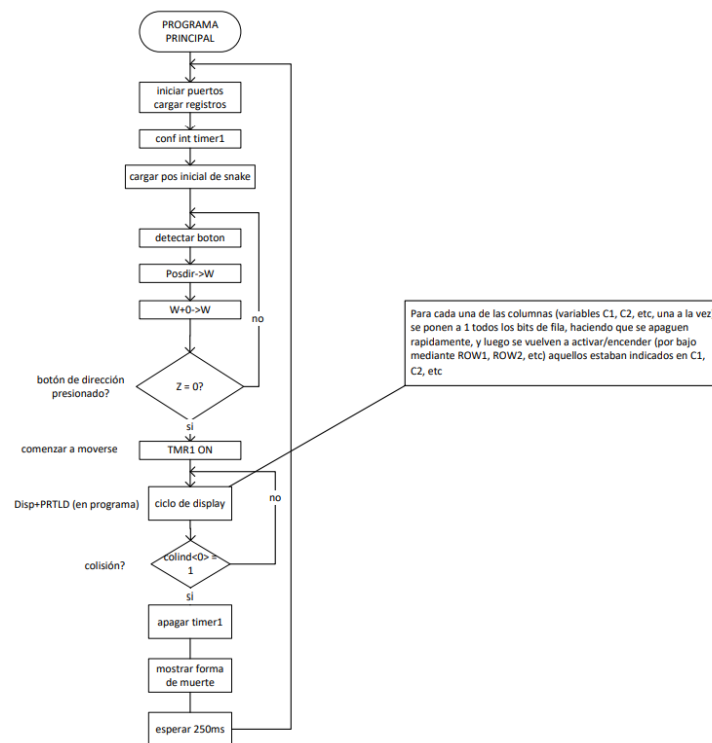 PROGRAMA
PRINCIPAL
iniciar puertos
cargar registros
conf int timer1
cargar pos inicial de snake
detectar boton
Posdir->W
W+0->W
no
Para cada una de las columnas (variables C1, C2, etc, una a la vez)
se ponen a 1 todos los bits de fila, haciendo que se apaguen
rapidamente, y luego se vuelven a activar/encender (por bajo
mediante ROW1, ROW2, etc) aquellos estaban indicados en C1,
C2, etc
botón de dirección
presionado?
Z = 0?
si
comenzar a moverse
TMR1 ON
Disp+PRTLD (en programa)
ciclo de display
no
colisión?
colind<0> =
1
si
apagar timer1
mostrar forma
de muerte
esperar 250ms